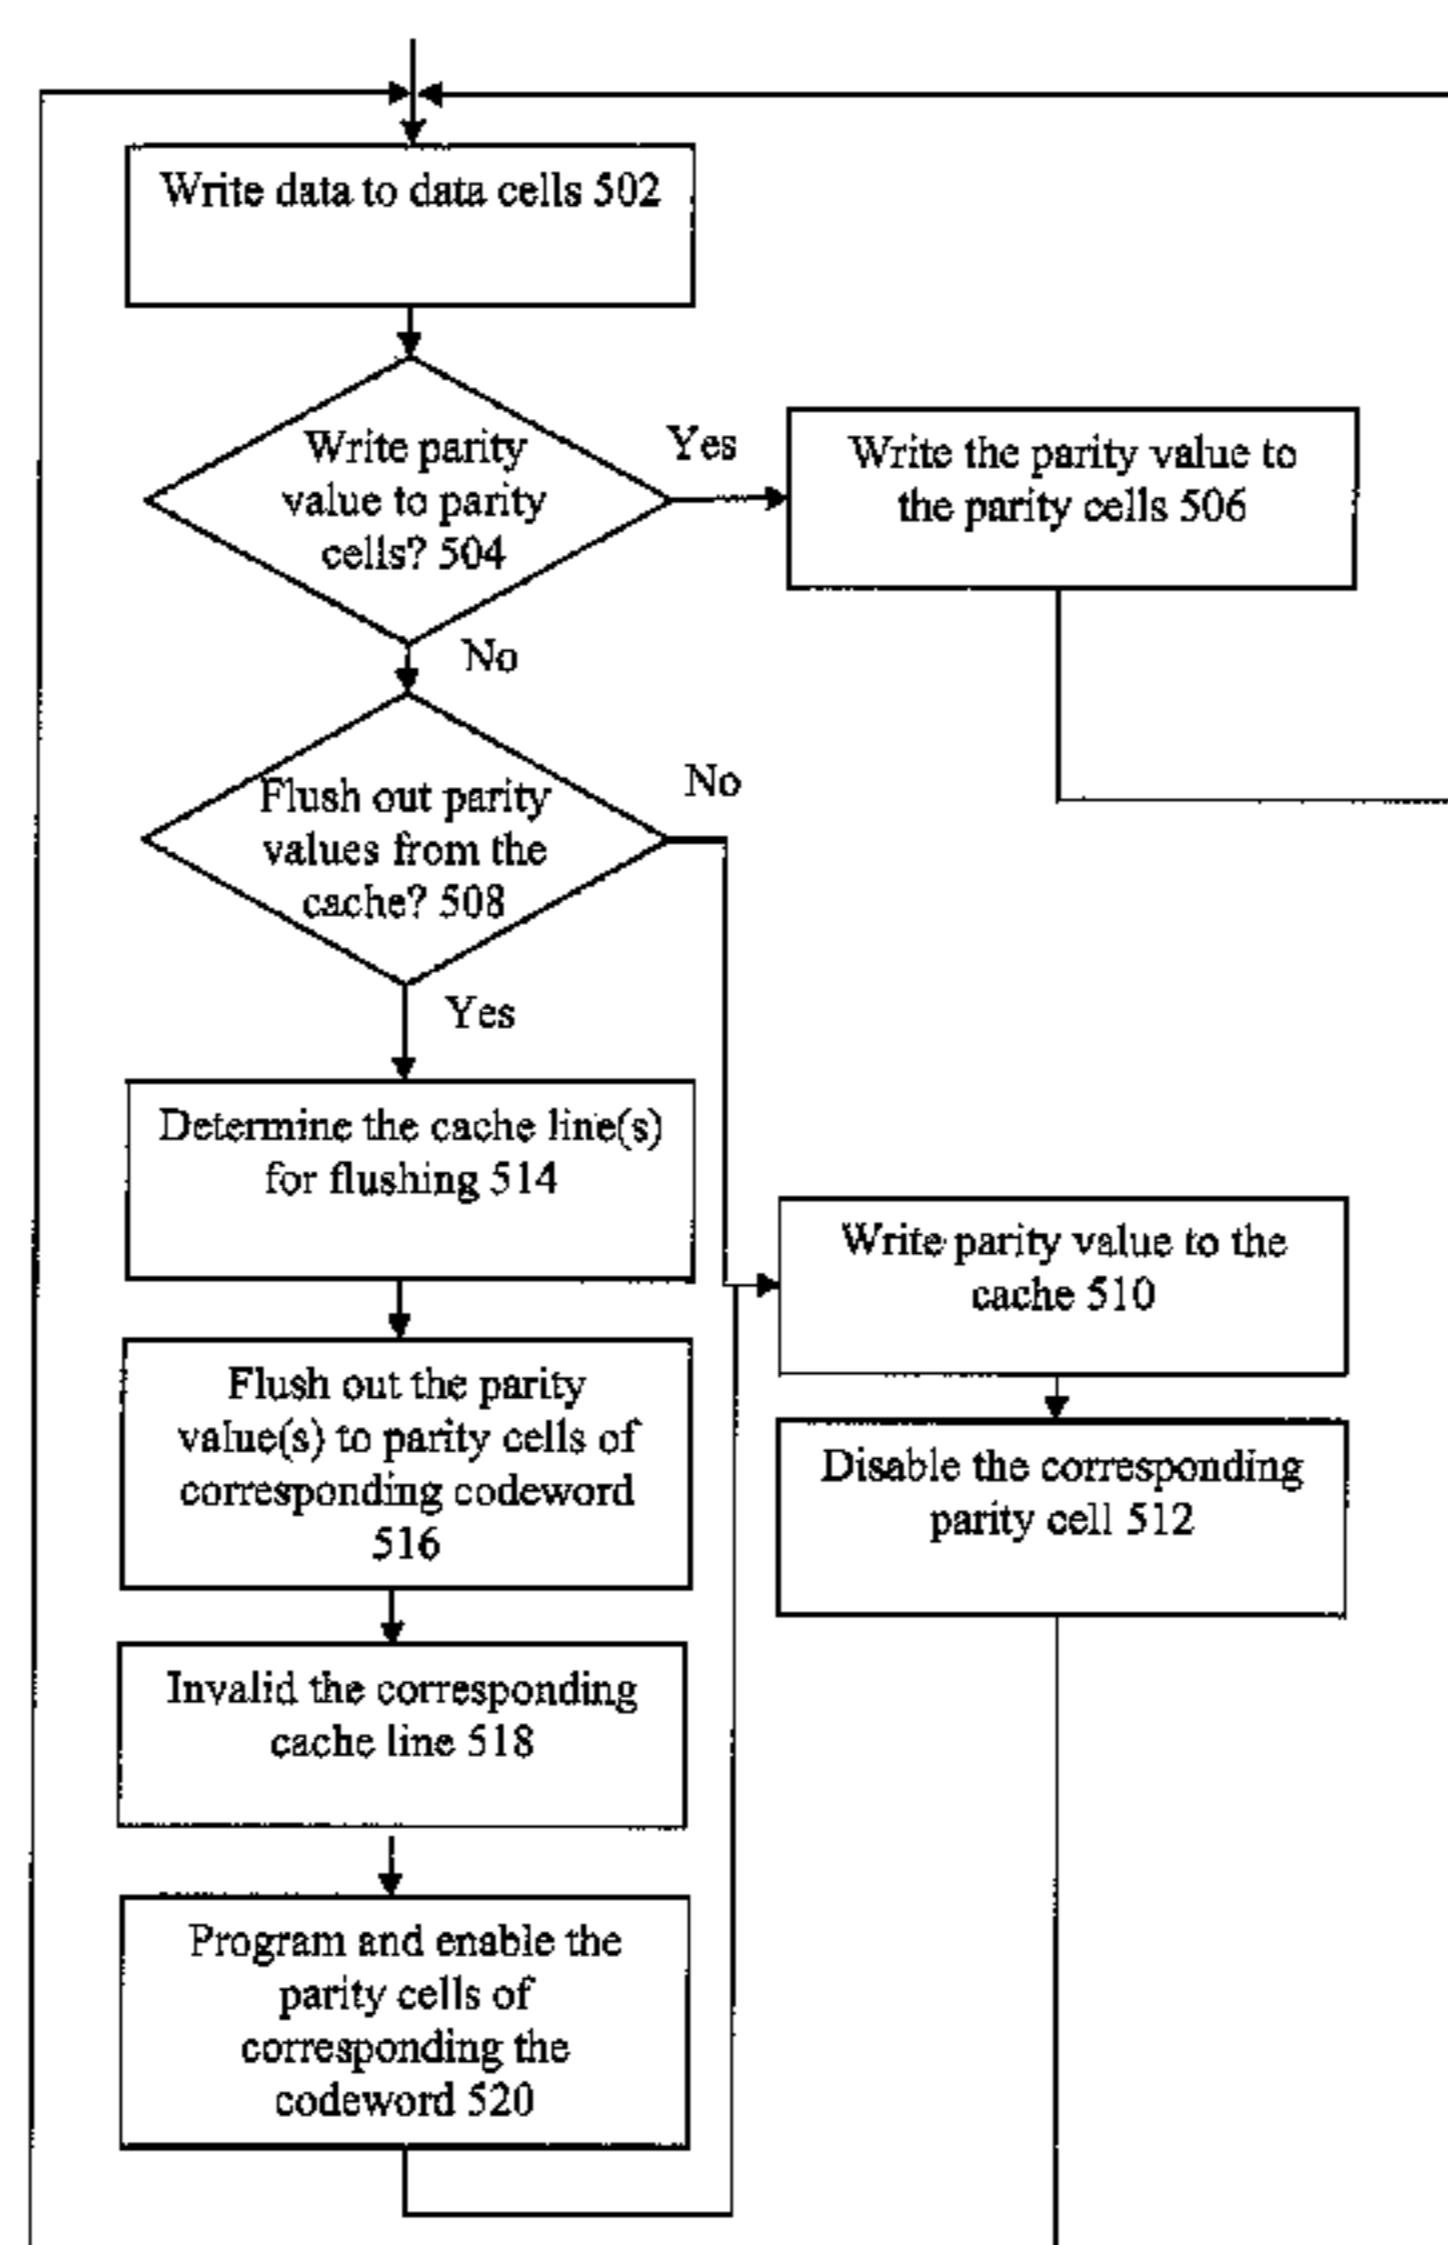 Write data to data cells 502
Write parity
value to parity
cells? 504
Yes
Write the parity value to
the parity cells 506
No
Flush out parity
values from the
cache? 508
No
Yes
Determine the cache line(s)
for flushing 514
Write parity value to the
cache 510
Flush out the parity
value(s) to parity cells of
corresponding codeword
516
Disable the corresponding
parity cell 512
Invalid the corresponding
cache line 518
Program and enable the
parity cells of
corresponding the
codeword 520